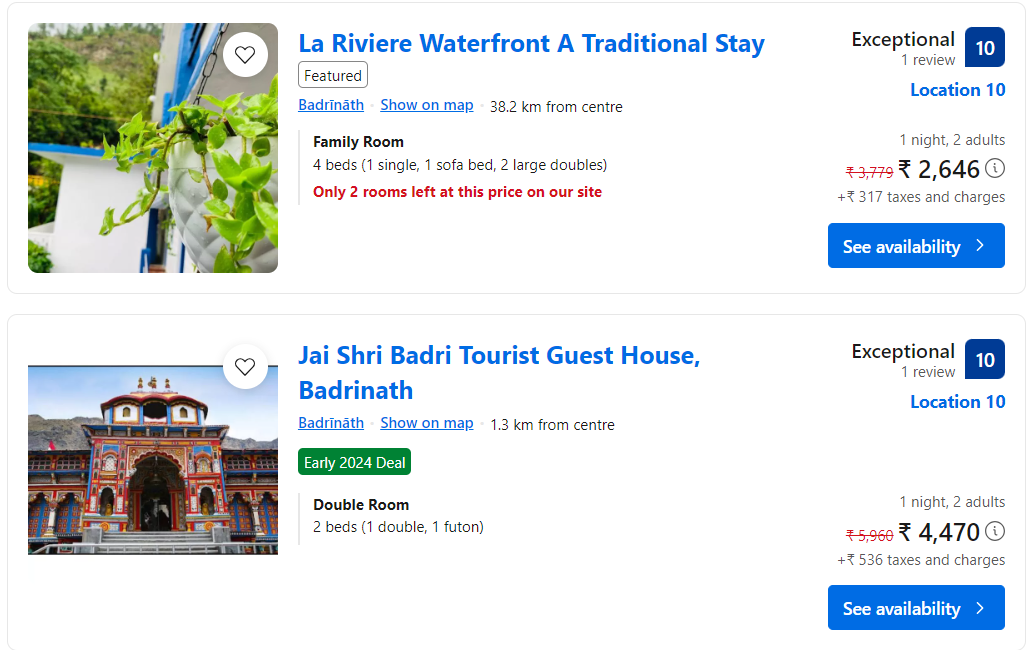 La Riviere Waterfront A Traditional Stay
Featured
Badrīnāth · Show on map · 38.2 km from centre
Family Room
4 beds (1 single, 1 sofa bed, 2 large doubles)
Only 2 rooms left at this price on our site
Exceptional 10
1 review
Location 10
1 night, 2 adults
₹ 3,779 ₹ 2,646
+₹ 317 taxes and charges
See availability
Jai Shri Badri Tourist Guest House,
Badrinath
Badrīnāth · Show on map · 1.3 km from centre
Early 2024 Deal
Double Room
2 beds (1 double, 1 futon)
Exceptional 10
1 review
Location 10
1 night, 2 adults
₹ 5,960 ₹ 4,470
+₹ 536 taxes and charges
See availability